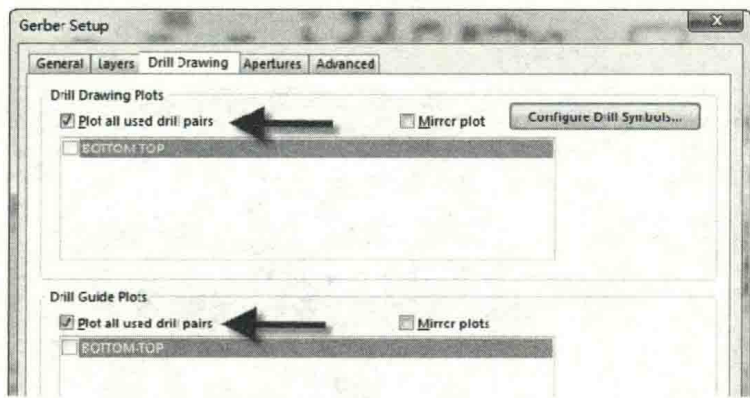 Gerber Setup
General Layers Drill Drawing Apertures Advanced
Drill Drawing Plots
Plot all used drill pairs Mirror plot Configure Drill Symbols...
BOTTOM-TOP
Drill Guide Plots
Plot all used drill pairs Mirror plots
BOTTOM-TOP